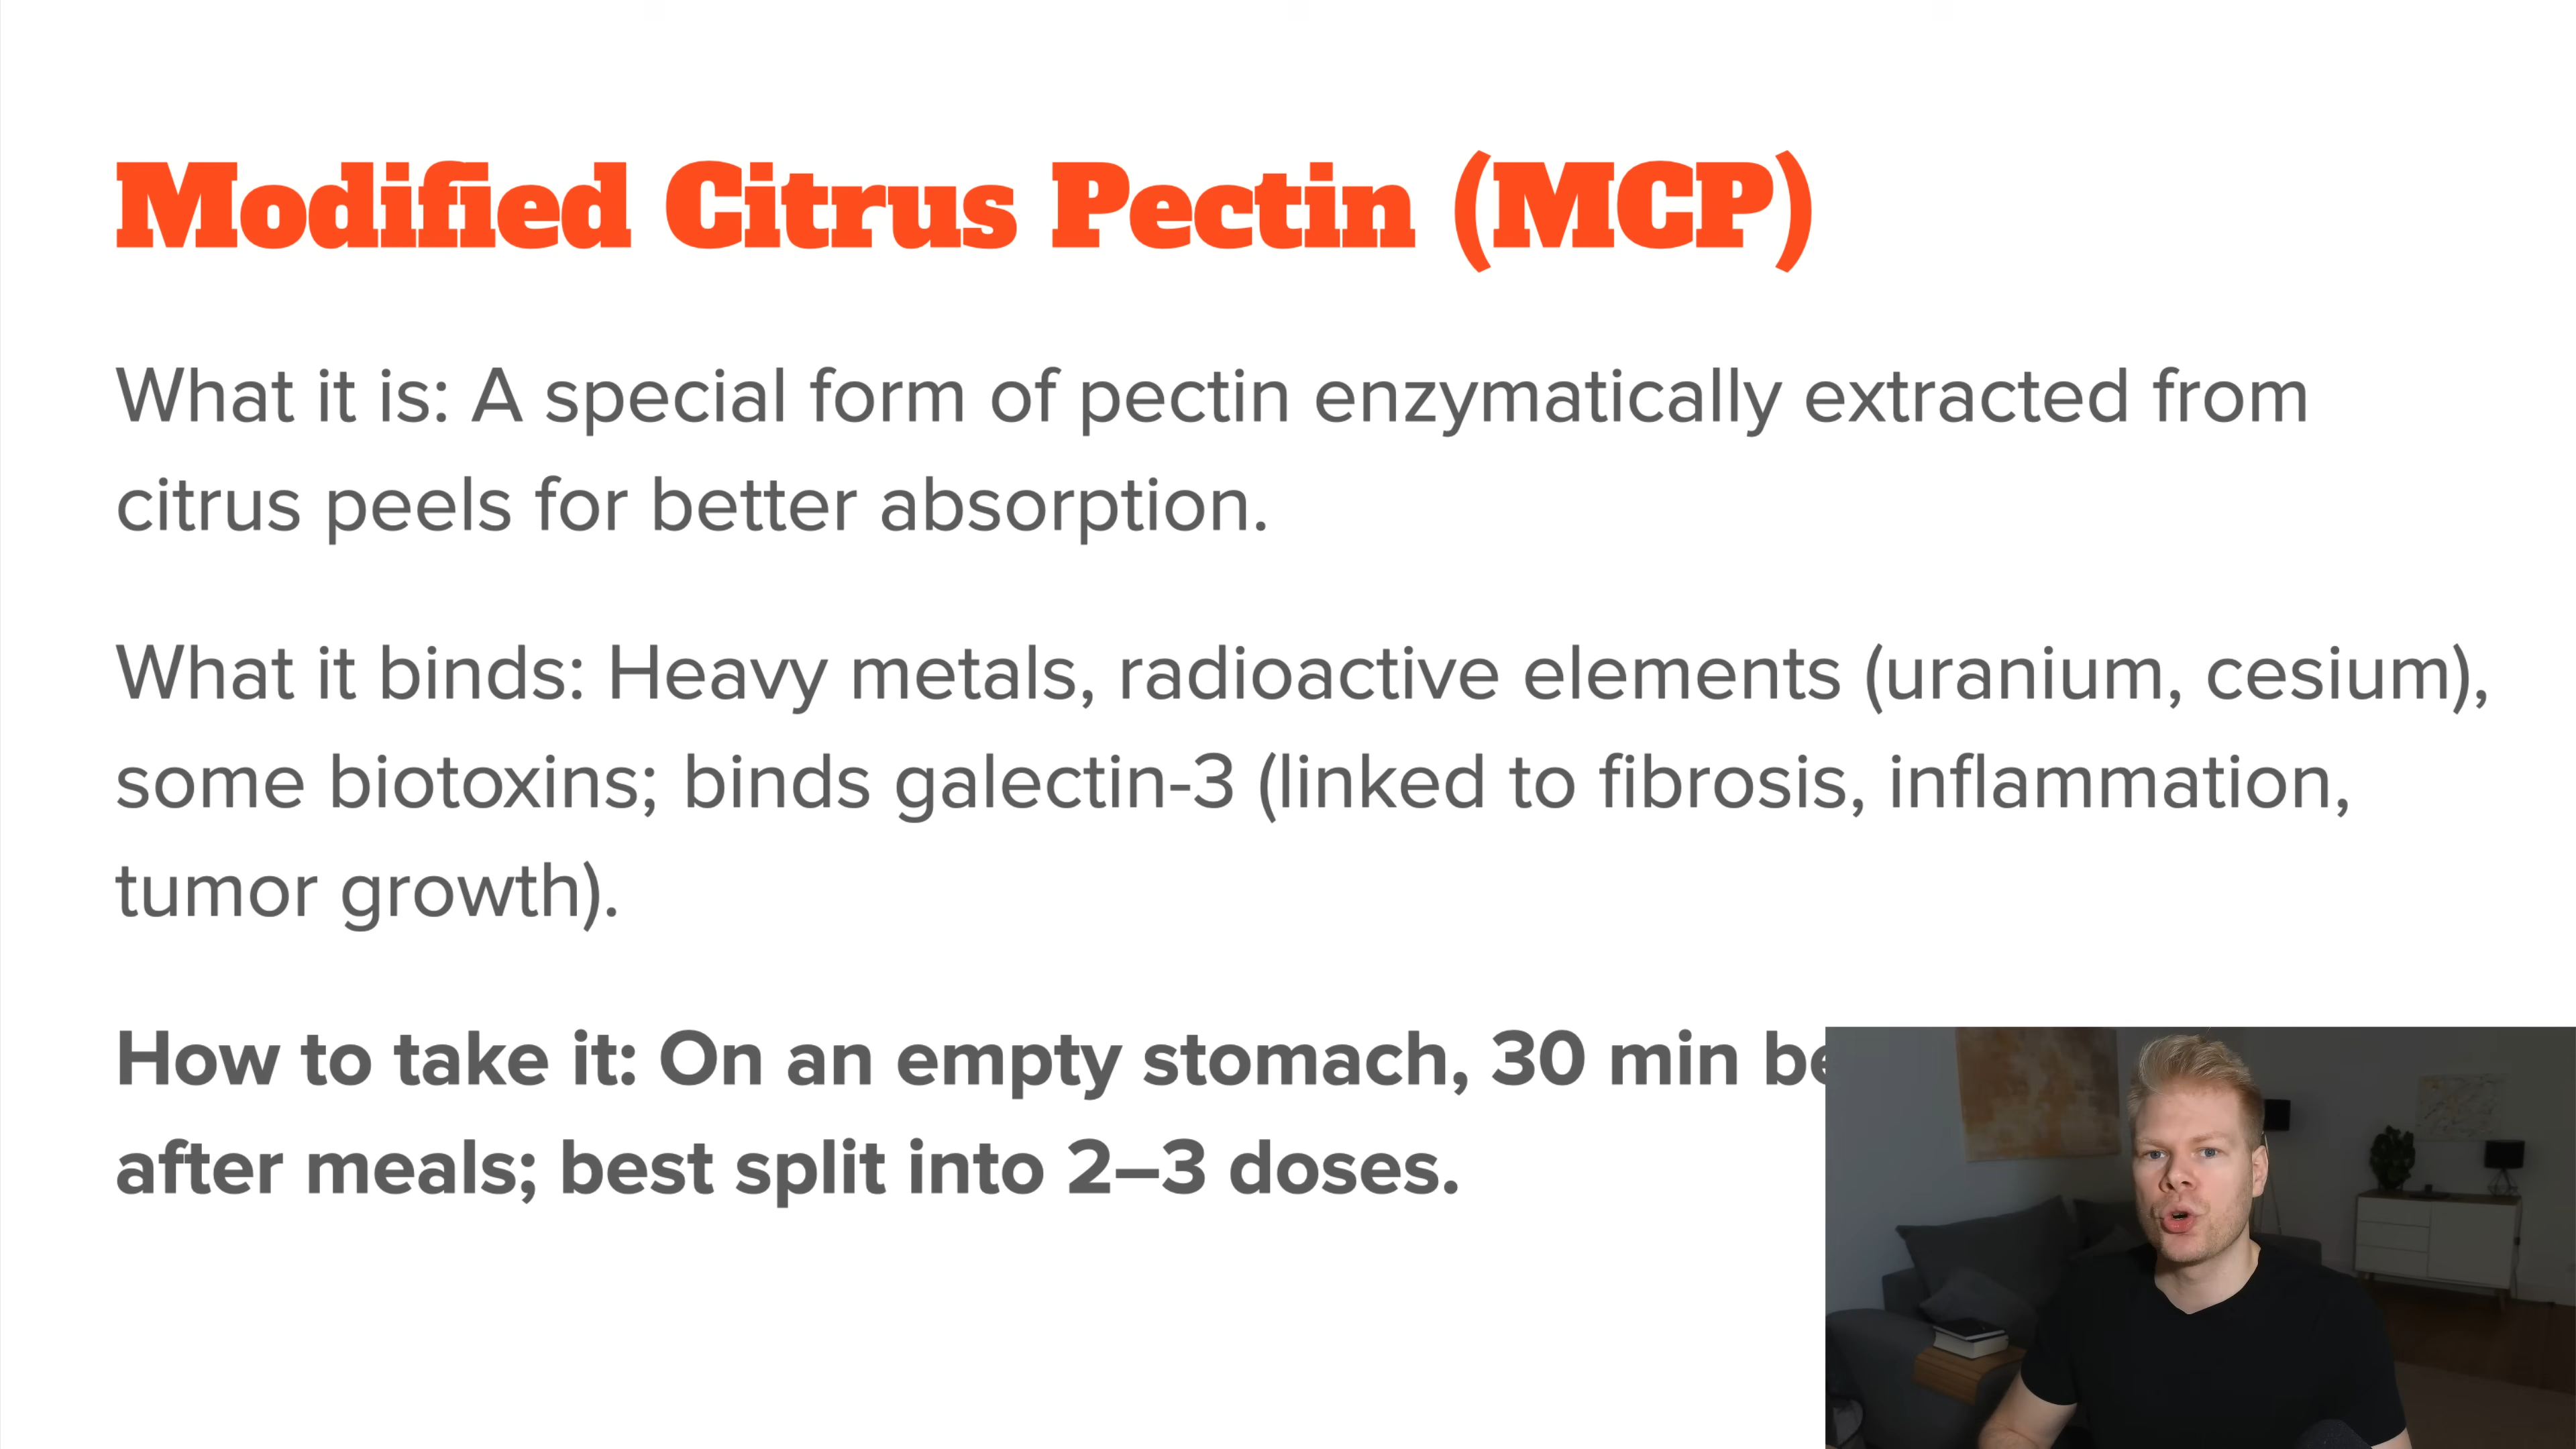 Modified Citrus Pectin (MCP)
What it is: A special form of pectin enzymatically extracted from
citrus peels for better absorption.
What it binds: Heavy metals, radioactive elements (uranium, cesium),
some biotoxins; binds galectin-3 (linked to fibrosis, inflammation,
tumor growth).
How to take it: On an empty stomach, 30 min
after meals; best split into 2–3 doses.